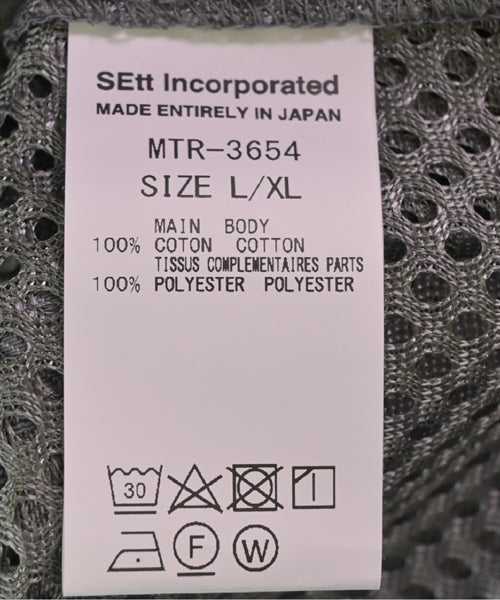 SEtt Incorporated
MADE ENTIRELY IN JAPAN
MTR-3654
SIZE L/XL
MAIN BODY
100% COTON COTTON
TISSUS COMPLEMENTAIRES PARTS
100% POLYESTER POLYESTER
30
F W